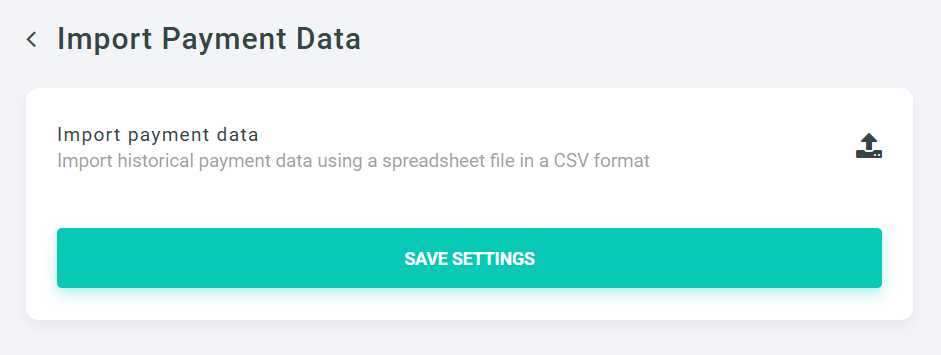 Import Payment Data
Import payment data
Import historical payment data using a spreadsheet file in a CSV format
SAVE SETTINGS